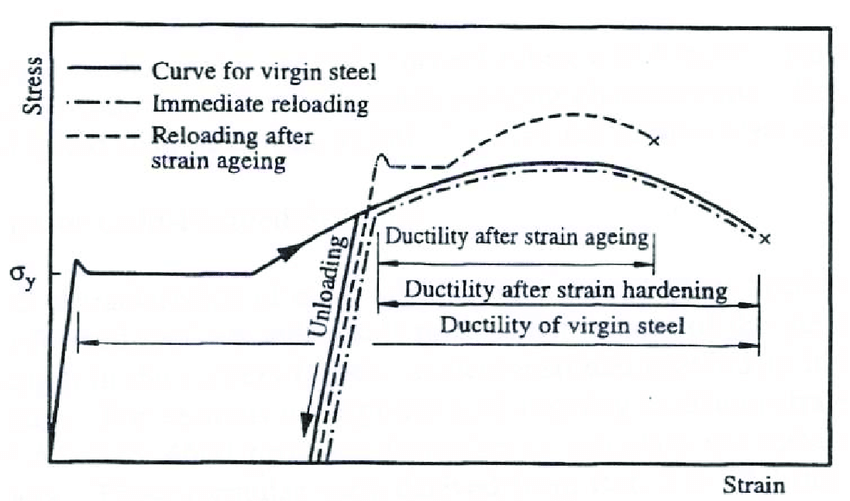 Stress
Curve for virgin steel
Immediate reloading
Reloading after
strain ageing
σy
Unloading
Ductility after strain ageing
Ductility after strain hardening
Ductility of virgin steel
Strain